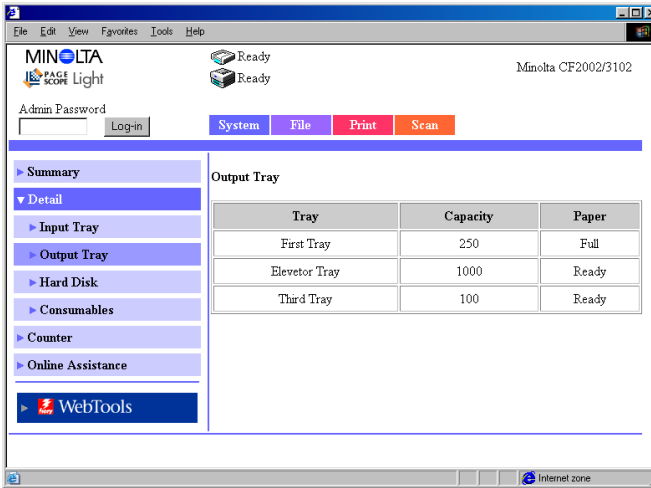 File Edit View Favorites Tools Help
MINOLTA
PAGE SCOPE Light
Ready
Ready
Minolta CF2002/3102
Admin Password
Log-in
System File Print Scan
Summary
Detail
Input Tray
Output Tray
Hard Disk
Consumables
Counter
Online Assistance
fiery WebTools
Output Tray
Tray Capacity Paper
First Tray 250 Full
Elevetor Tray 1000 Ready
Third Tray 100 Ready
Internet zone